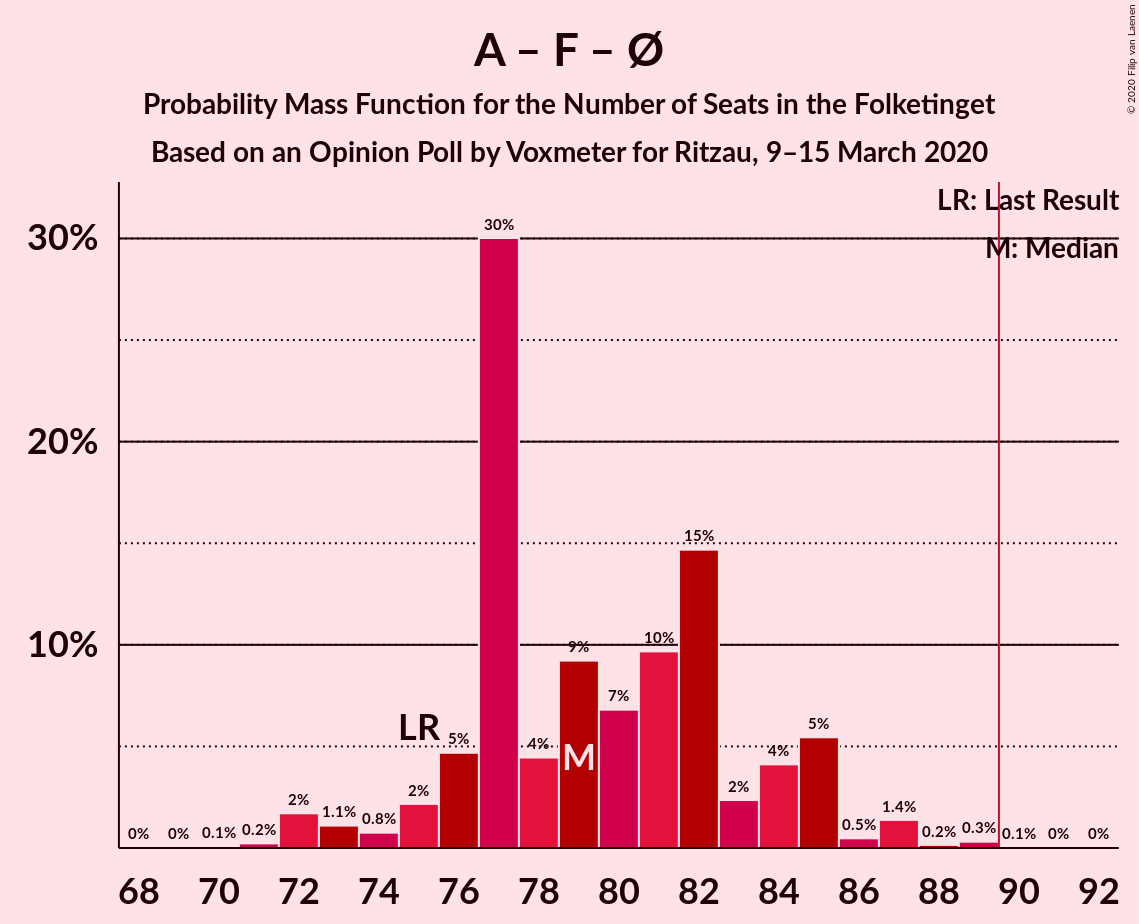 A – F – Ø
Probability Mass Function for the Number of Seats in the Folketinget
Based on an Opinion Poll by Voxmeter for Ritzau, 9–15 March 2020
© 2020 Filip van Laenen
LR: Last Result
M: Median
30%
20%
10%
0% 0% 0.1% 0.2% 2% 1.1% 0.8% 2% 5% 30% 4% 9% 7% 10% 15% 2% 4% 5% 0.5% 1.4% 0.2% 0.3% 0.1% 0% 0%
LR
M
68 70 72 74 76 78 80 82 84 86 88 90 92